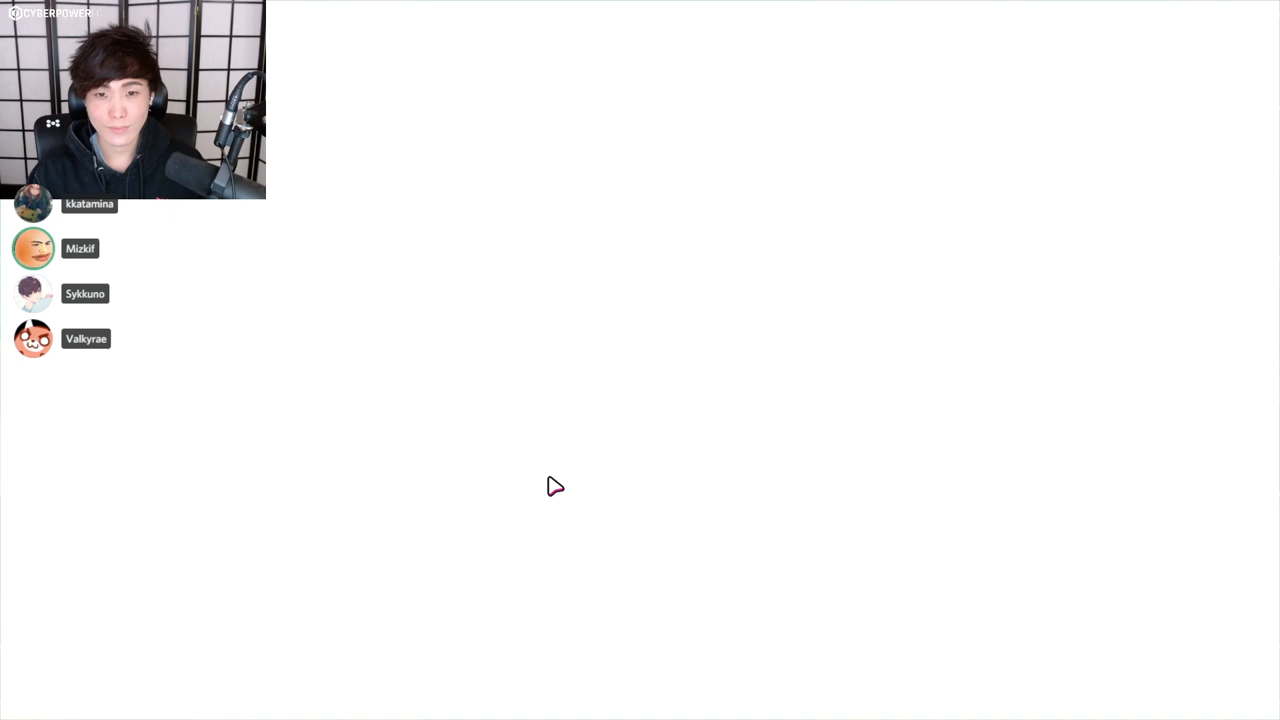 CYBERPOWER
kkatamina
Mizkif
Sykkuno
Valkyrae